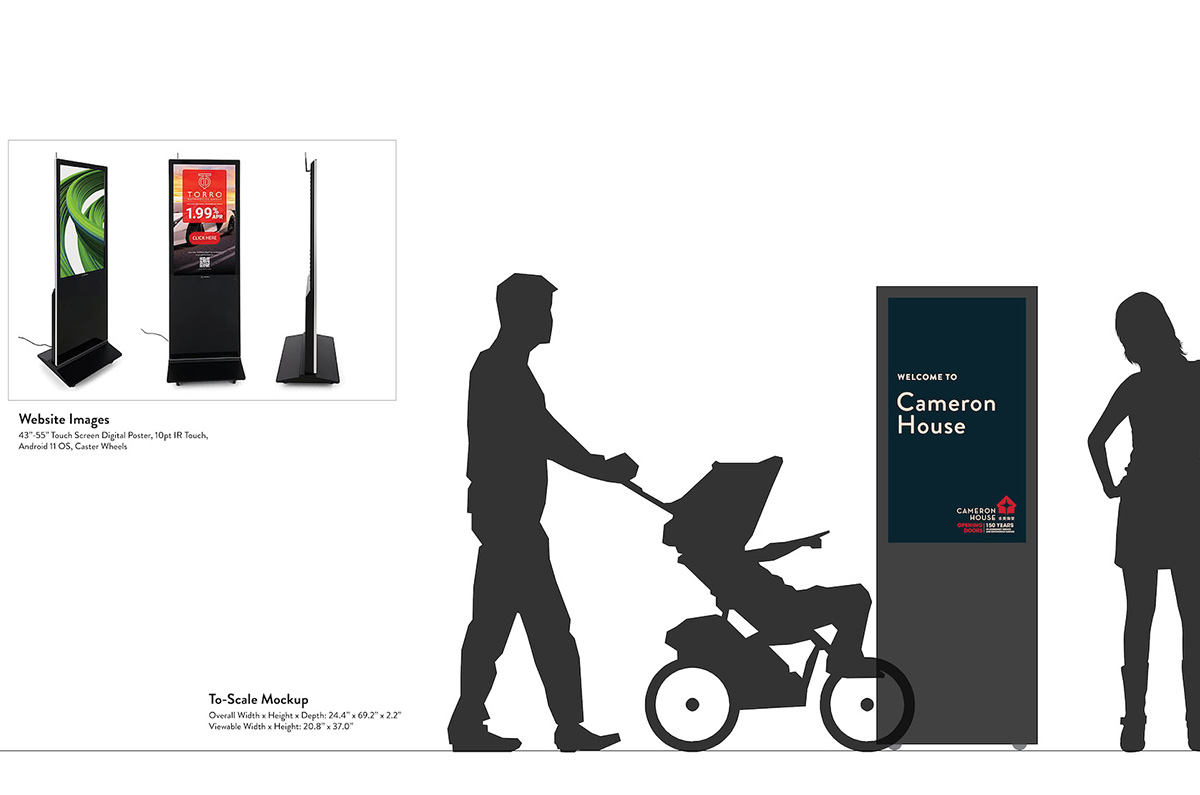 TORRO
1.99% APR
CLICK HERE
Website Images
43"-55" Touch Screen Digital Poster, 10pt IR Touch,
Android 11 OS, Caster Wheels
WELCOME TO
Cameron
House
CAMERON
HOUSE
OPENING
DOORS
150 YEARS
To-Scale Mockup
Overall Width x Height x Depth: 24.4" x 69.2" x 2.2"
Viewable Width x Height: 20.8" x 37.0"